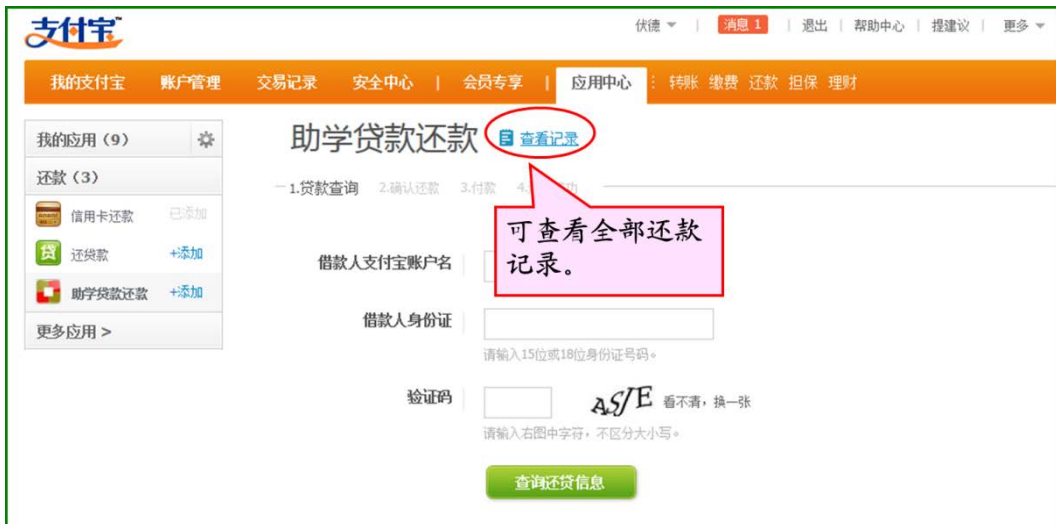 支付宝
伏德 | 消息 1 | 退出 | 帮助中心 | 提建议 | 更多
我的支付宝 账户管理 交易记录 安全中心 | 会员专享 | 应用中心 转账 缴费 还款 担保 理财
我的应用（9）
还款（3）
信用卡还款 已添加
还贷款 +添加
助学贷款还款 +添加
更多应用 >
助学贷款还款 查看记录
1.贷款查询 2.确认还款 3.付款 4.
可查看全部还款
记录。
借款人支付宝账户名
借款人身份证
请输入15位或18位身份证号码。
验证码 AS/E 看不清，换一张
请输入右图中字符，不区分大小写。
查询还贷信息